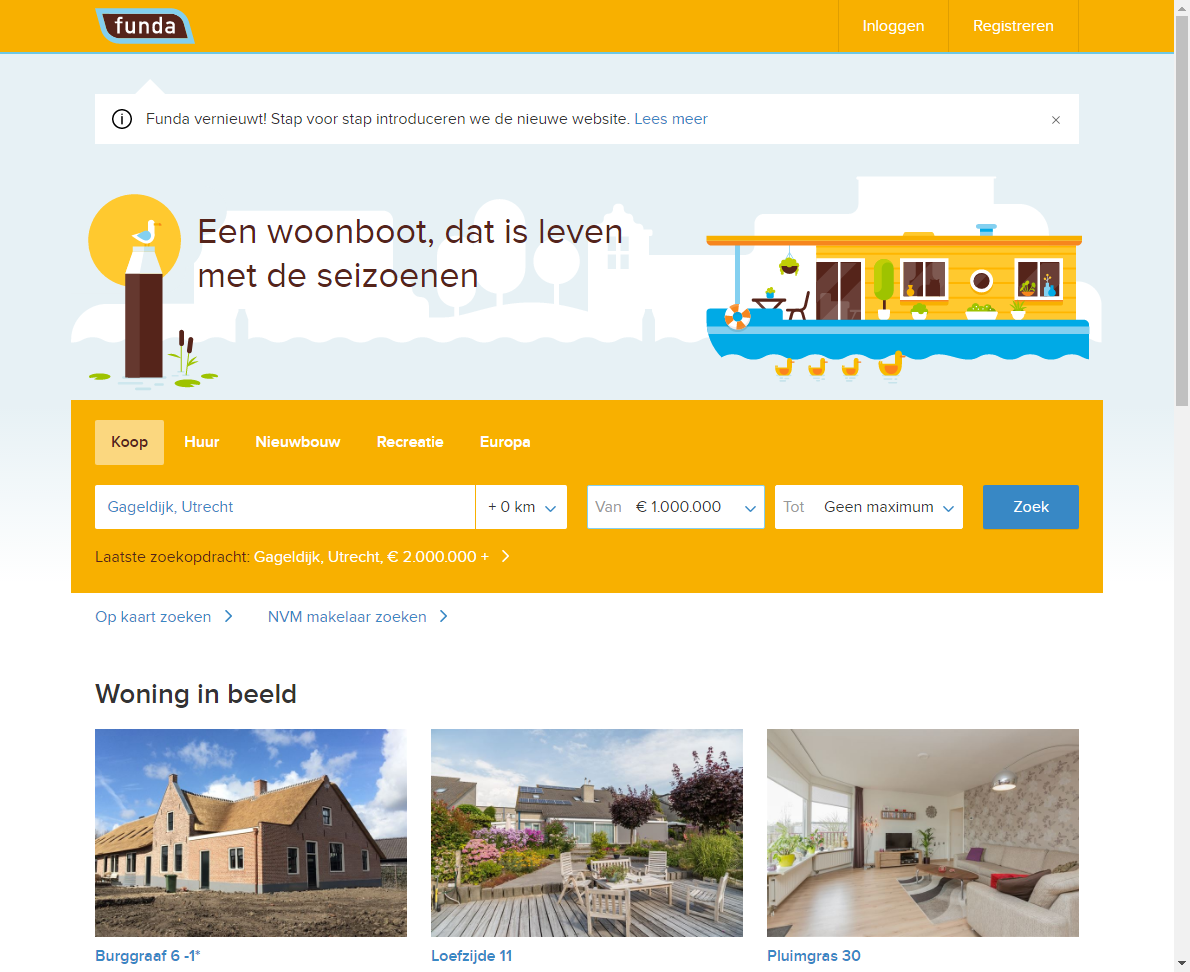 funda
Inloggen
Registreren
Funda vernieuwt! Stap voor stap introduceren we de nieuwe website. Lees meer
Een woonboot, dat is leven
met de seizoenen
Koop
Huur
Nieuwbouw
Recreatie
Europa
Gageldijk, Utrecht
+ 0 km
Van € 1.000.000
Tot Geen maximum
Zoek
Laatste zoekopdracht: Gageldijk, Utrecht, € 2.000.000 +
Op kaart zoeken
NVM makelaar zoeken
Woning in beeld
Burggraaf 6 -1*
Loefzijde 11
Pluimgras 30